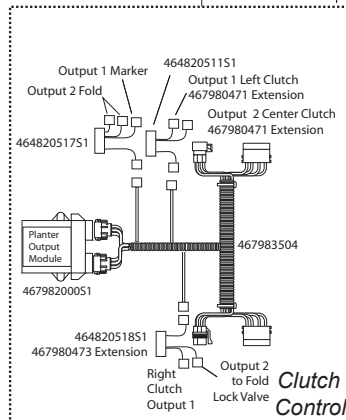 464820511S1
Output 1 Marker
Output 1 Left Clutch
467980471 Extension
Output 2 Fold
Output 2 Center Clutch
467980471 Extension
464820517S1
Planter
Output
Module
467983504
467982000S1
464820518S1
467980473 Extension
Right
Clutch
Output 1
Output 2
to Fold
Lock Valve
Clutch
Control